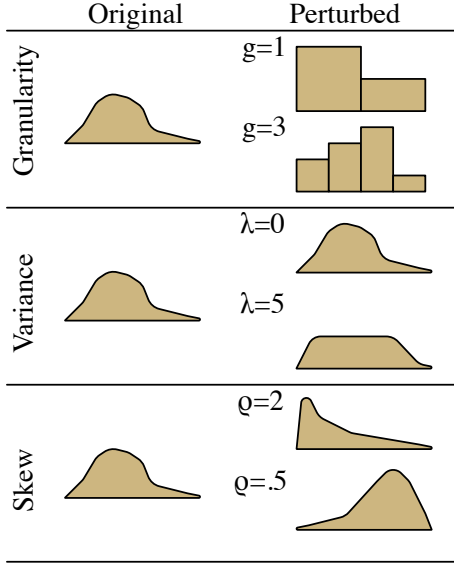 Original Perturbed
Granularity
g=1
g=3
Variance
λ=0
λ=5
Skew
ϱ=2
ϱ=.5